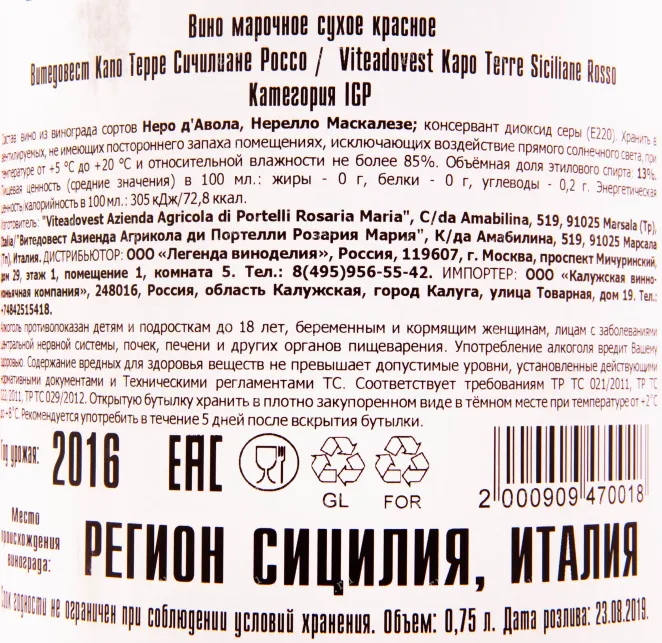 Вино марочное сухое красное
Витедовест Капо Терре Сичилиане Россо / Viteadovest Kapo Terre Siciliane Rosso
Категория IGP
Состав: вино из винограда сортов Неро д'Авола, Нерелло Маскалезе; консервант диоксид серы (Е220). Хранить в
вентилируемых, не имеющих постороннего запаха помещениях, исключающих воздействие прямого солнечного света, при
температуре от +5 °С до +20 °С и относительной влажности не более 85%. Объёмная доля этилового спирта: 13%.
Пищевая ценность (средние значения) в 100 мл.: жиры - 0 г, белки - 0 г, углеводы - 0,2 г. Энергетическая
ценность/калорийность в 100 мл.: 305 кДж/72,8 ккал.
Изготовитель: "Viteadovest Azienda Agricola di Portelli Rosaria Maria", C/da Amabilina, 519, 91025 Marsala (Tp),
Italia/"Витедовест Азиенда Агрикола ди Портелли Розария Мария", К/да Амабилина, 519, 91025 Марсала
(Тп), Италия. ДИСТРИБЬЮТОР: ООО «Легенда виноделия», Россия, 119607, г. Москва, проспект Мичуринский,
дом 29, этаж 1, помещение 1, комната 5. Тел.: 8(495)956-55-42. ИМПОРТЕР: ООО «Калужская винно-
коньячная компания», 248016, Россия, область Калужская, город Калуга, улица Товарная, дом 19. Тел.:
+74842515418.
Алкоголь противопоказан детям и подросткам до 18 лет, беременным и кормящим женщинам, лицам с заболеваниями
центральной нервной системы, почек, печени и других органов пищеварения. Употребление алкоголя вредит Вашему
здоровью. Содержание вредных для здоровья веществ не превышает допустимые уровни, установленные действующими
нормативными документами и Техническими регламентами ТС. Соответствует требованиям ТР ТС 021/2011, ТР ТС
022/2011, ТР ТС 029/2012. Открытую бутылку хранить в плотно закупоренном виде в тёмном месте при температуре от +2°С
до +8°С. Рекомендуется употребить в течение 5 дней после вскрытия бутылки.
Год урожая: 2016 EAC
GL FOR
2 000909 470018
Место
происхождения
винограда:
РЕГИОН СИЦИЛИЯ, ИТАЛИЯ
Срок годности не ограничен при соблюдении условий хранения. Объем: 0,75 л. Дата розлива: 23.08.2019.